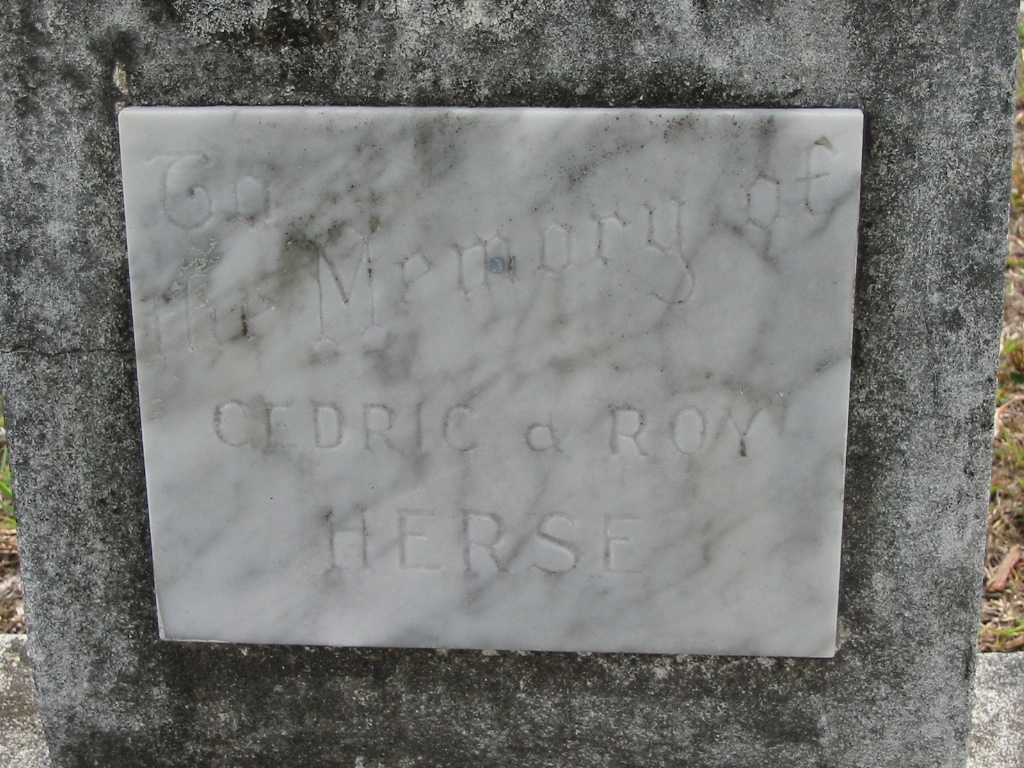 To
the Memory of
CEDRIC & ROY
HERSE